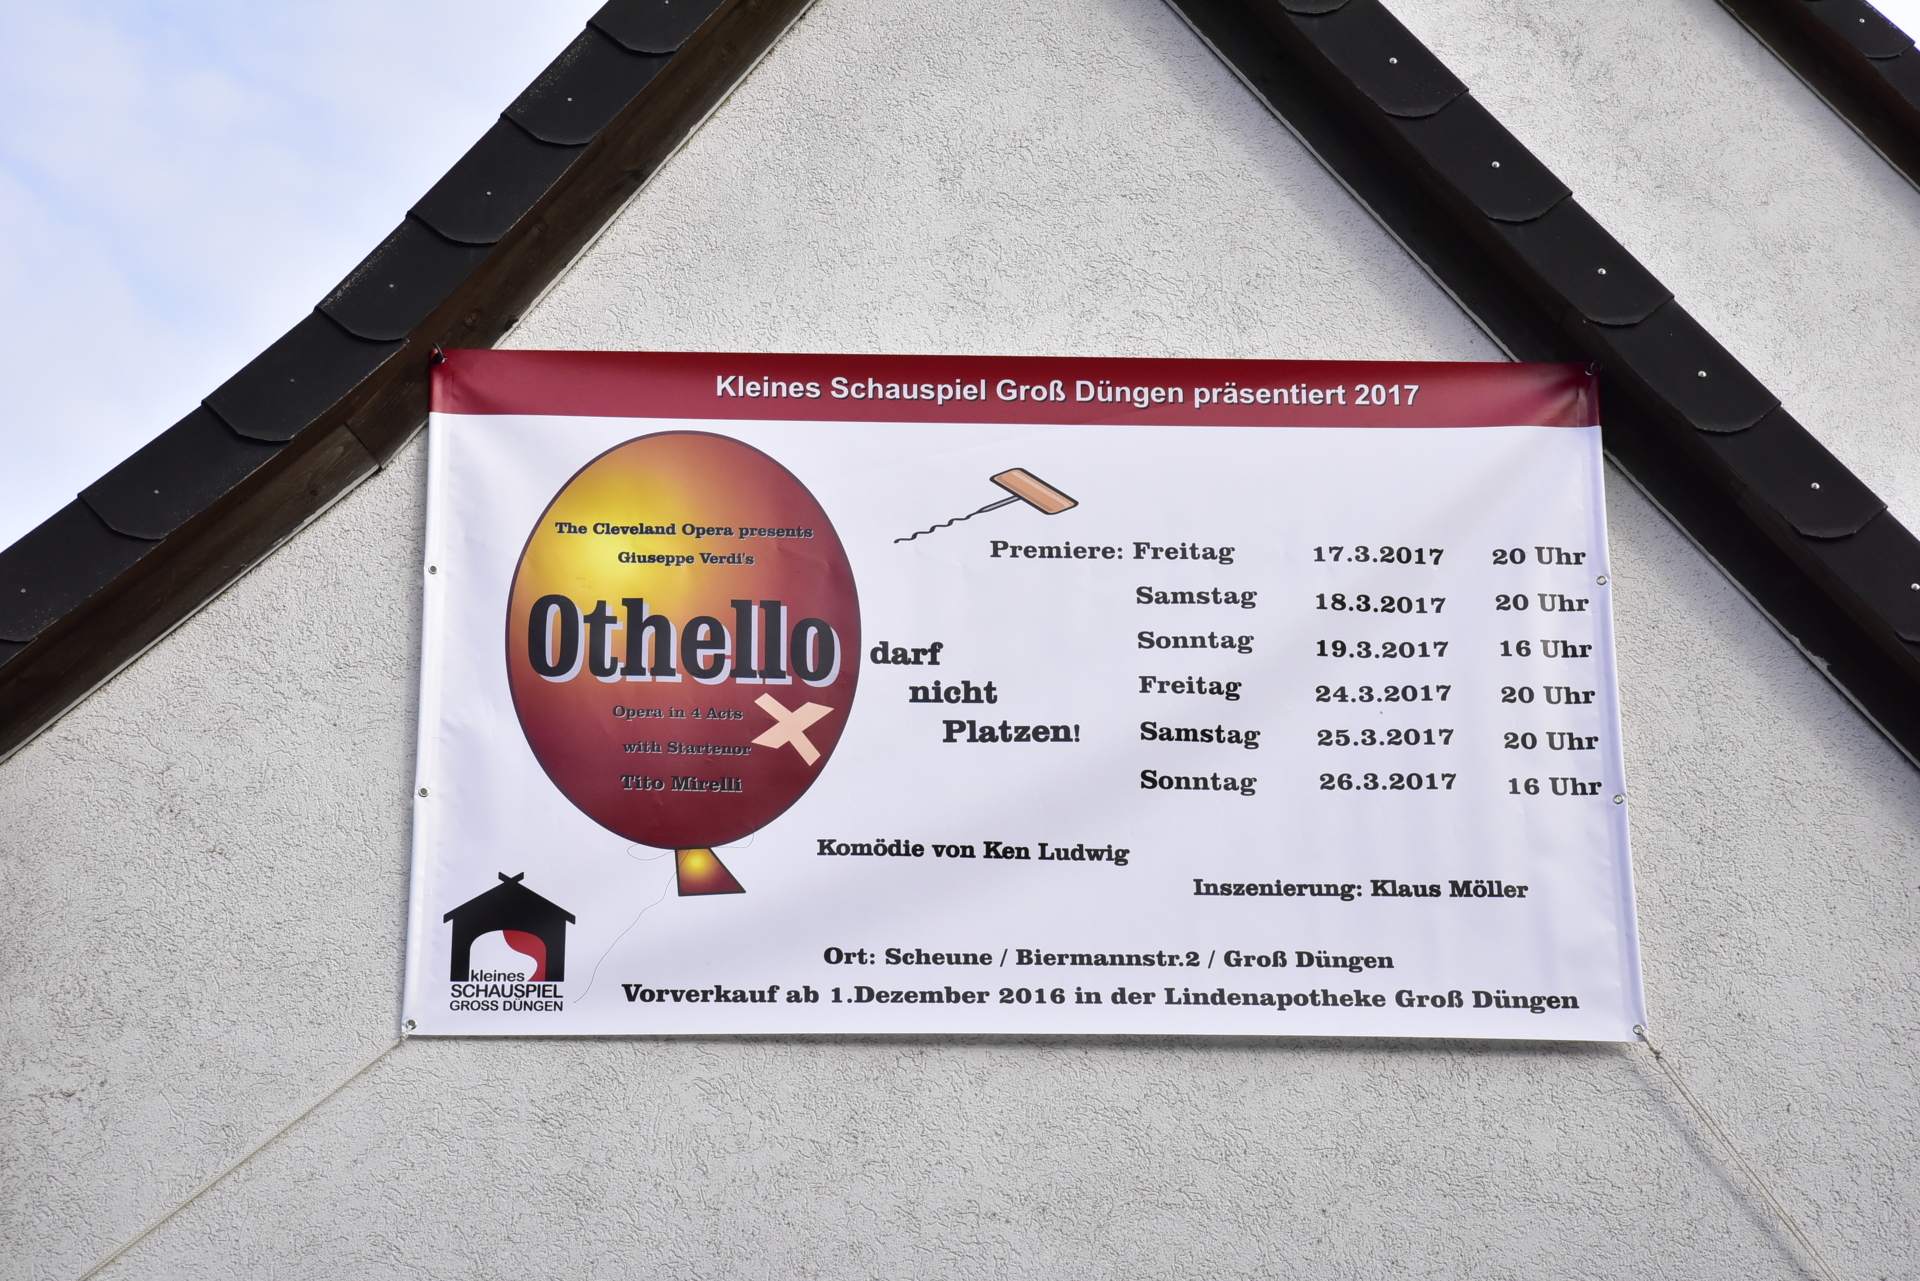 Kleines Schauspiel Groß Düngen präsentiert 2017
The Cleveland Opera presents
Giuseppe Verdi's
Othello
Opera in 4 Acts
with Startenor
Tito Mirelli
darf
nicht
Platzen!
Premiere: Freitag 17.3.2017 20 Uhr
Samstag 18.3.2017 20 Uhr
Sonntag 19.3.2017 16 Uhr
Freitag 24.3.2017 20 Uhr
Samstag 25.3.2017 20 Uhr
Sonntag 26.3.2017 16 Uhr
Komödie von Ken Ludwig
Inszenierung: Klaus Möller
Ort: Scheune / Biermannstr.2 / Groß Düngen
Vorverkauf ab 1.Dezember 2016 in der Lindenapotheke Groß Düngen
kleines
SCHAUSPIEL
GROSS DÜNGEN